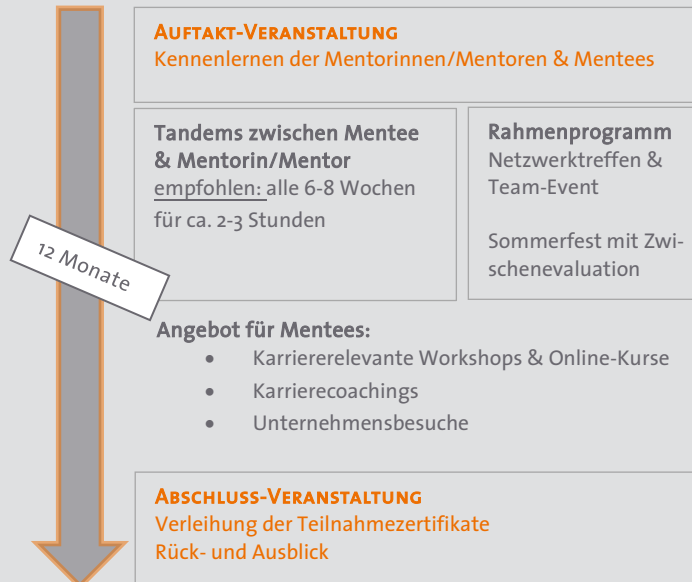 AUFTAKT-VERANSTALTUNG
Kennenlernen der Mentorinnen/Mentoren & Mentees
Tandems zwischen Mentee
& Mentorin/Mentor
empfohlen: alle 6-8 Wochen
für ca. 2-3 Stunden
Rahmenprogramm
Netzwerktreffen &
Team-Event
Sommerfest mit Zwi-
schenevaluation
12 Monate
Angebot für Mentees:
• Karriererelevante Workshops & Online-Kurse
• Karrierecoachings
• Unternehmensbesuche
ABSCHLUSS-VERANSTALTUNG
Verleihung der Teilnahmezertifikate
Rück- und Ausblick